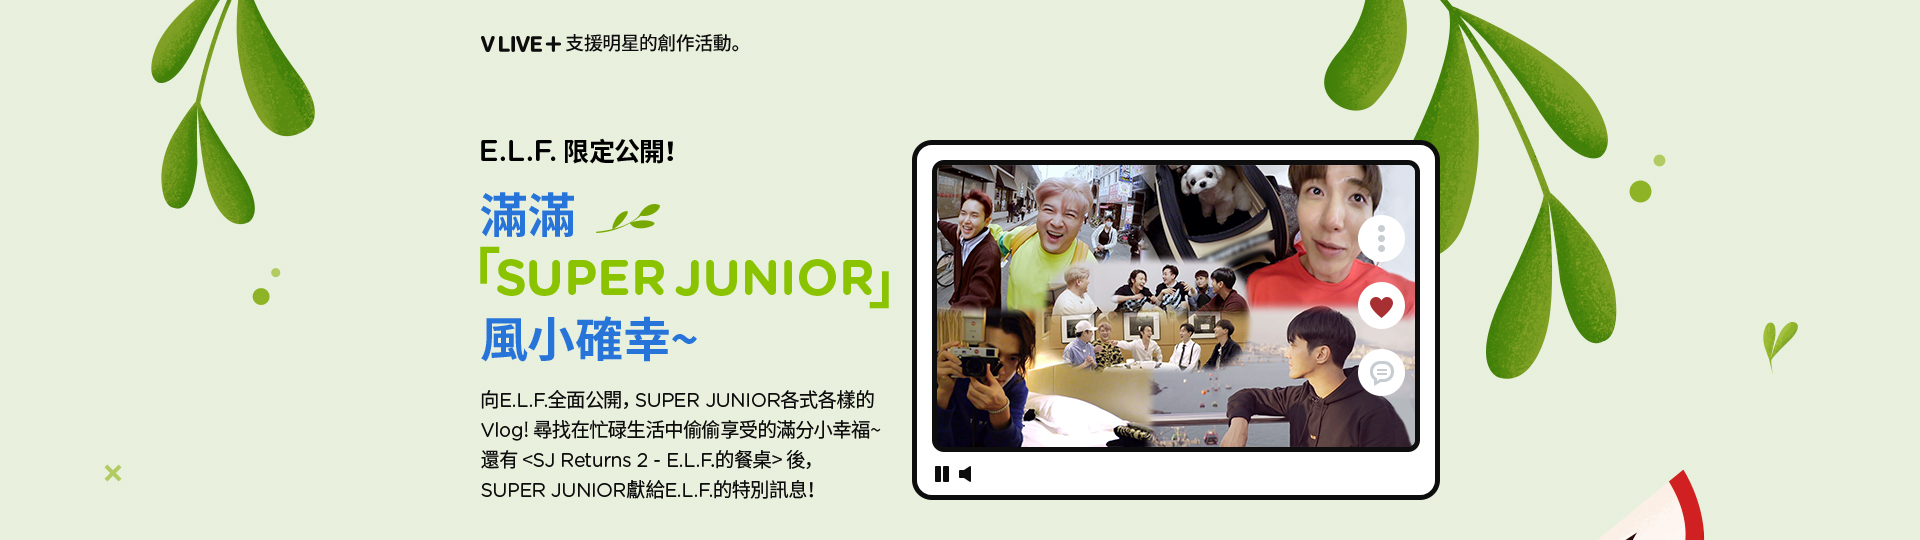 V LIVE+ 支援明星的創作活動。
E.L.F. 限定公開!
滿滿
「SUPER JUNIOR」
風小確幸~
向E.L.F.全面公開, SUPER JUNIOR各式各樣的
Vlog! 尋找在忙碌生活中偷偷享受的滿分小幸福~
還有 <SJ Returns 2 - E.L.F.的餐桌> 後,
SUPER JUNIOR獻給E.L.F.的特別訊息!